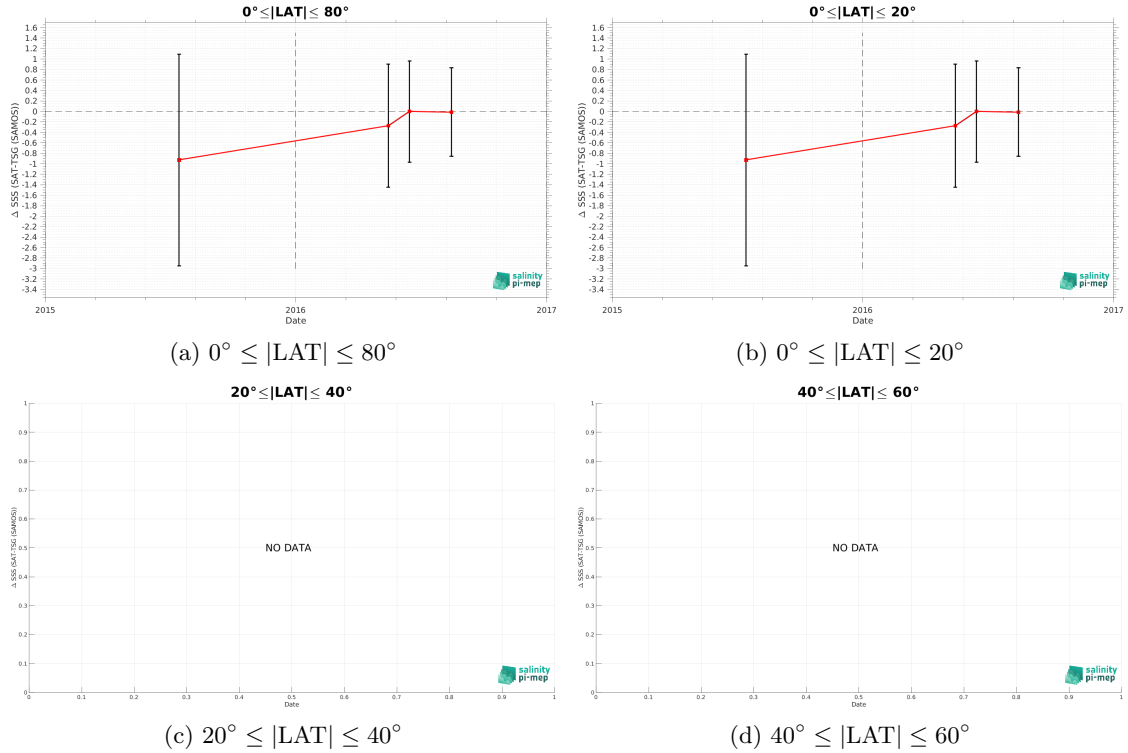 0°≤|LAT|≤ 80°
Δ SSS (SAT-TSG (SAMOS))
1.6
1.4
1.2
1
0.8
0.6
0.4
0.2
0
-0.2
-0.4
-0.6
-0.8
-1
-1.2
-1.4
-1.6
-1.8
-2
-2.2
-2.4
-2.6
-2.8
-3
-3.2
-3.4
2015
2016
2017
Date
salinity
pi-mep
(a) 0° ≤ |LAT| ≤ 80°
0°≤|LAT|≤ 20°
Δ SSS (SAT-TSG (SAMOS))
1.6
1.4
1.2
1
0.8
0.6
0.4
0.2
0
-0.2
-0.4
-0.6
-0.8
-1
-1.2
-1.4
-1.6
-1.8
-2
-2.2
-2.4
-2.6
-2.8
-3
-3.2
-3.4
2015
2016
2017
Date
salinity
pi-mep
(b) 0° ≤ |LAT| ≤ 20°
20°≤|LAT|≤ 40°
Δ SSS (SAT-TSG (SAMOS))
1
0.9
0.8
0.7
0.6
0.5
0.4
0.3
0.2
0.1
0
NO DATA
0 0.1 0.2 0.3 0.4 0.5 0.6 0.7 0.8 0.9 1
Date
salinity
pi-mep
(c) 20° ≤ |LAT| ≤ 40°
40°≤|LAT|≤ 60°
Δ SSS (SAT-TSG (SAMOS))
1
0.9
0.8
0.7
0.6
0.5
0.4
0.3
0.2
0.1
0
NO DATA
0 0.1 0.2 0.3 0.4 0.5 0.6 0.7 0.8 0.9 1
Date
salinity
pi-mep
(d) 40° ≤ |LAT| ≤ 60°